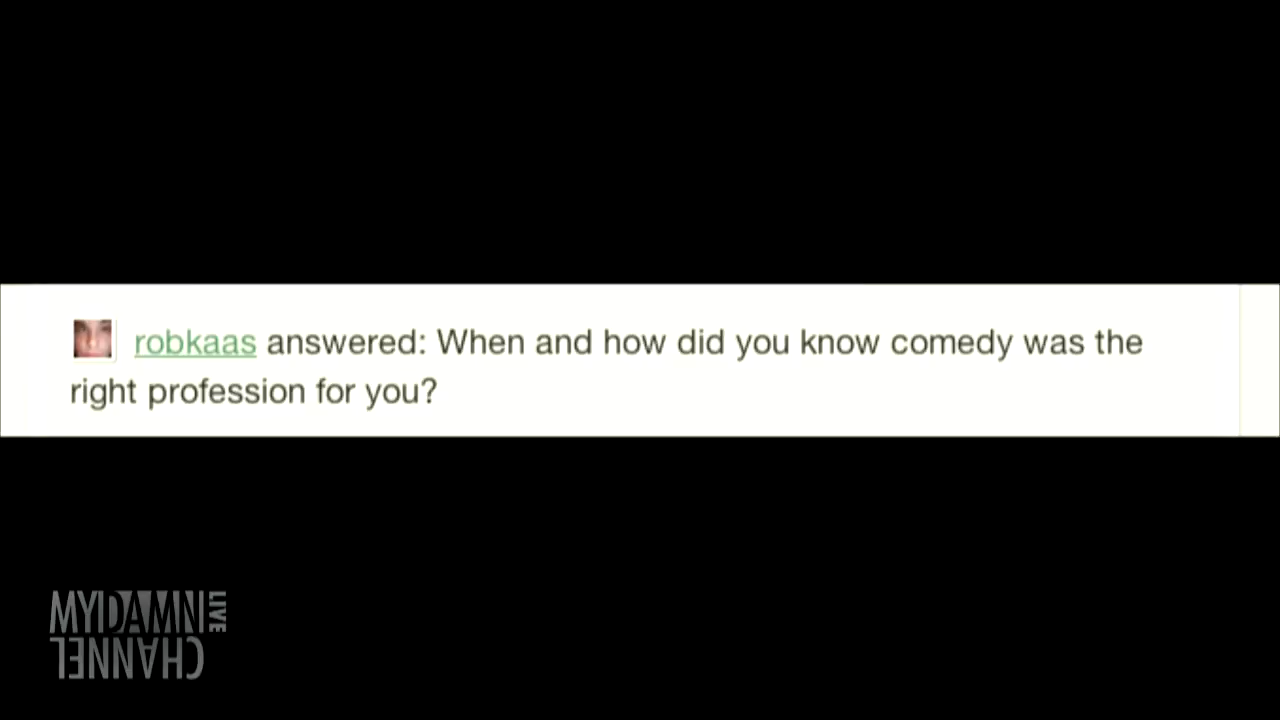 robkaas answered: When and how did you know comedy was the
right profession for you?
MYDAMN LIVE
CHANNEL